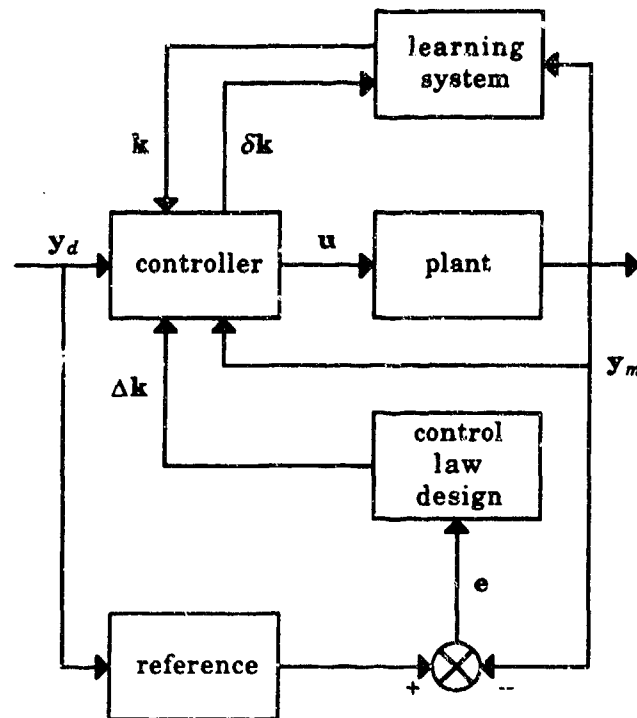 learning
system
k
δk
y_d
controller
u
plant
y_m
Δk
control
law
design
e
reference
+
--